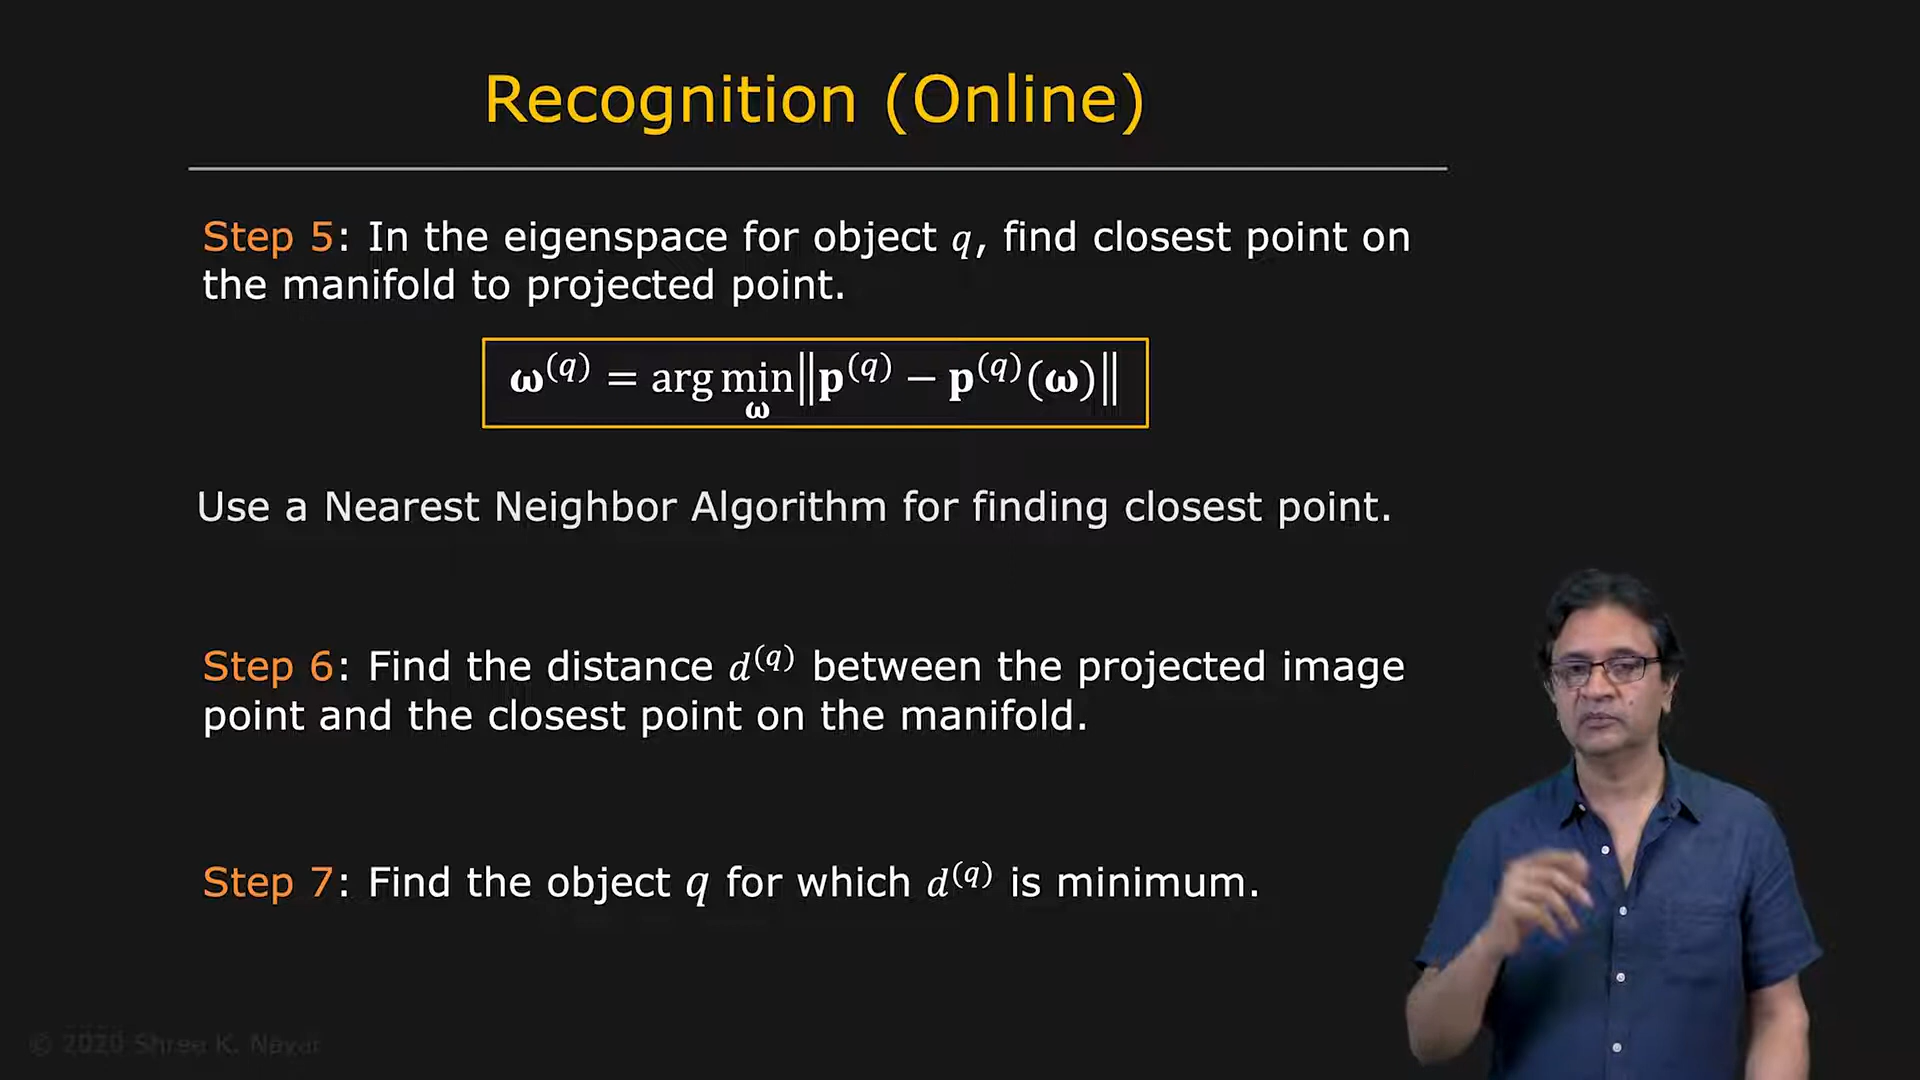 Recognition (Online)
Step 5: In the eigenspace for object q, find closest point on
the manifold to projected point.
𝛚⁽𝑞⁾ = arg min‖𝐩⁽𝑞⁾ − 𝐩⁽𝑞⁾(𝛚)‖
𝛚
Use a Nearest Neighbor Algorithm for finding closest point.
Step 6: Find the distance d⁽𝑞⁾ between the projected image
point and the closest point on the manifold.
Step 7: Find the object q for which d⁽𝑞⁾ is minimum.
© 2020 Shree K. Nayar